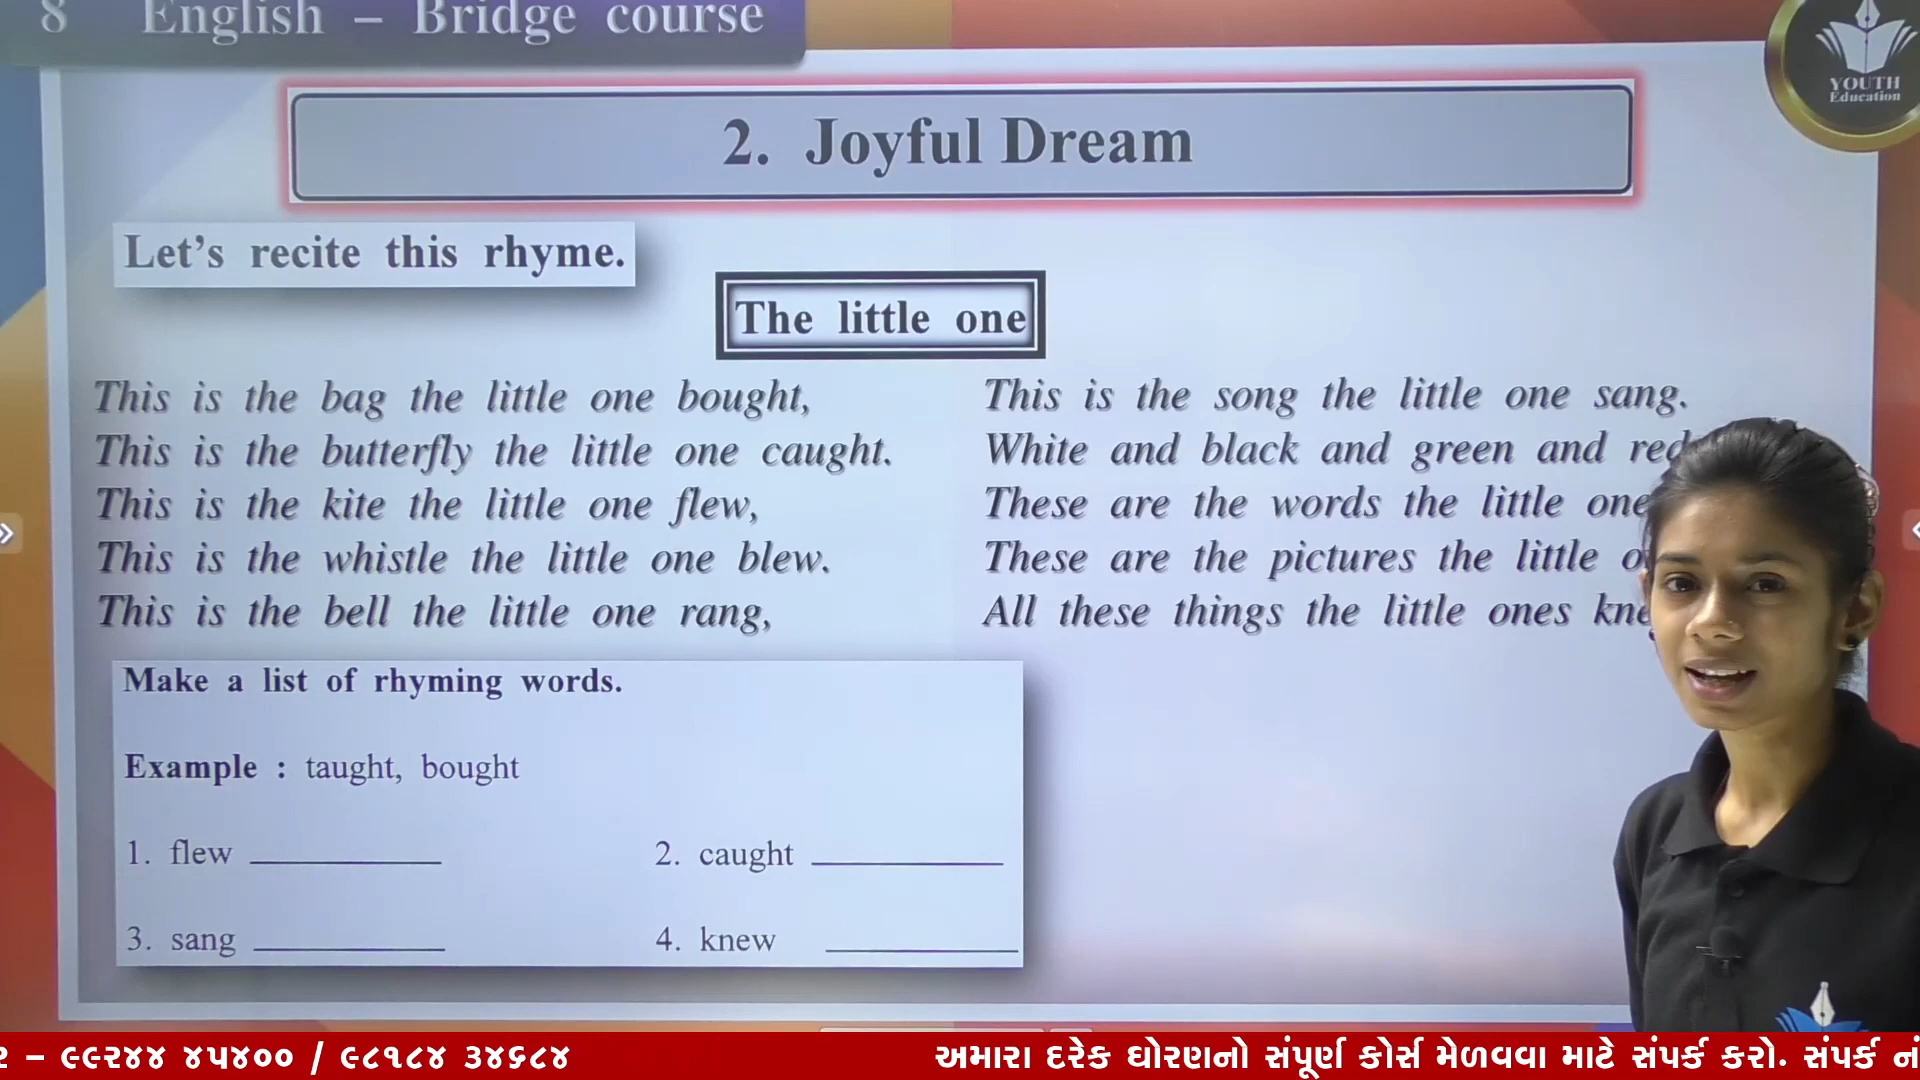 8 English – Bridge course
YOUTH
Education
2. Joyful Dream
Let’s recite this rhyme.
The little one
This is the bag the little one bought,
This is the butterfly the little one caught.
This is the kite the little one flew,
This is the whistle the little one blew.
This is the bell the little one rang,
This is the song the little one sang.
White and black and green and red
These are the words the little one
These are the pictures the little
All these things the little ones
Make a list of rhyming words.
Example : taught, bought
1. flew
2. caught
3. sang
4. knew
– ૯૯૨૪૪ ૪૫૪૦૦ / ૯૮૧૮૪ ૩૪૬૮૪
અમારા દરેક ધોરણનો સંપૂર્ણ કોર્સ મેળવવા માટે સંપર્ક કરો. સંપર્ક નં